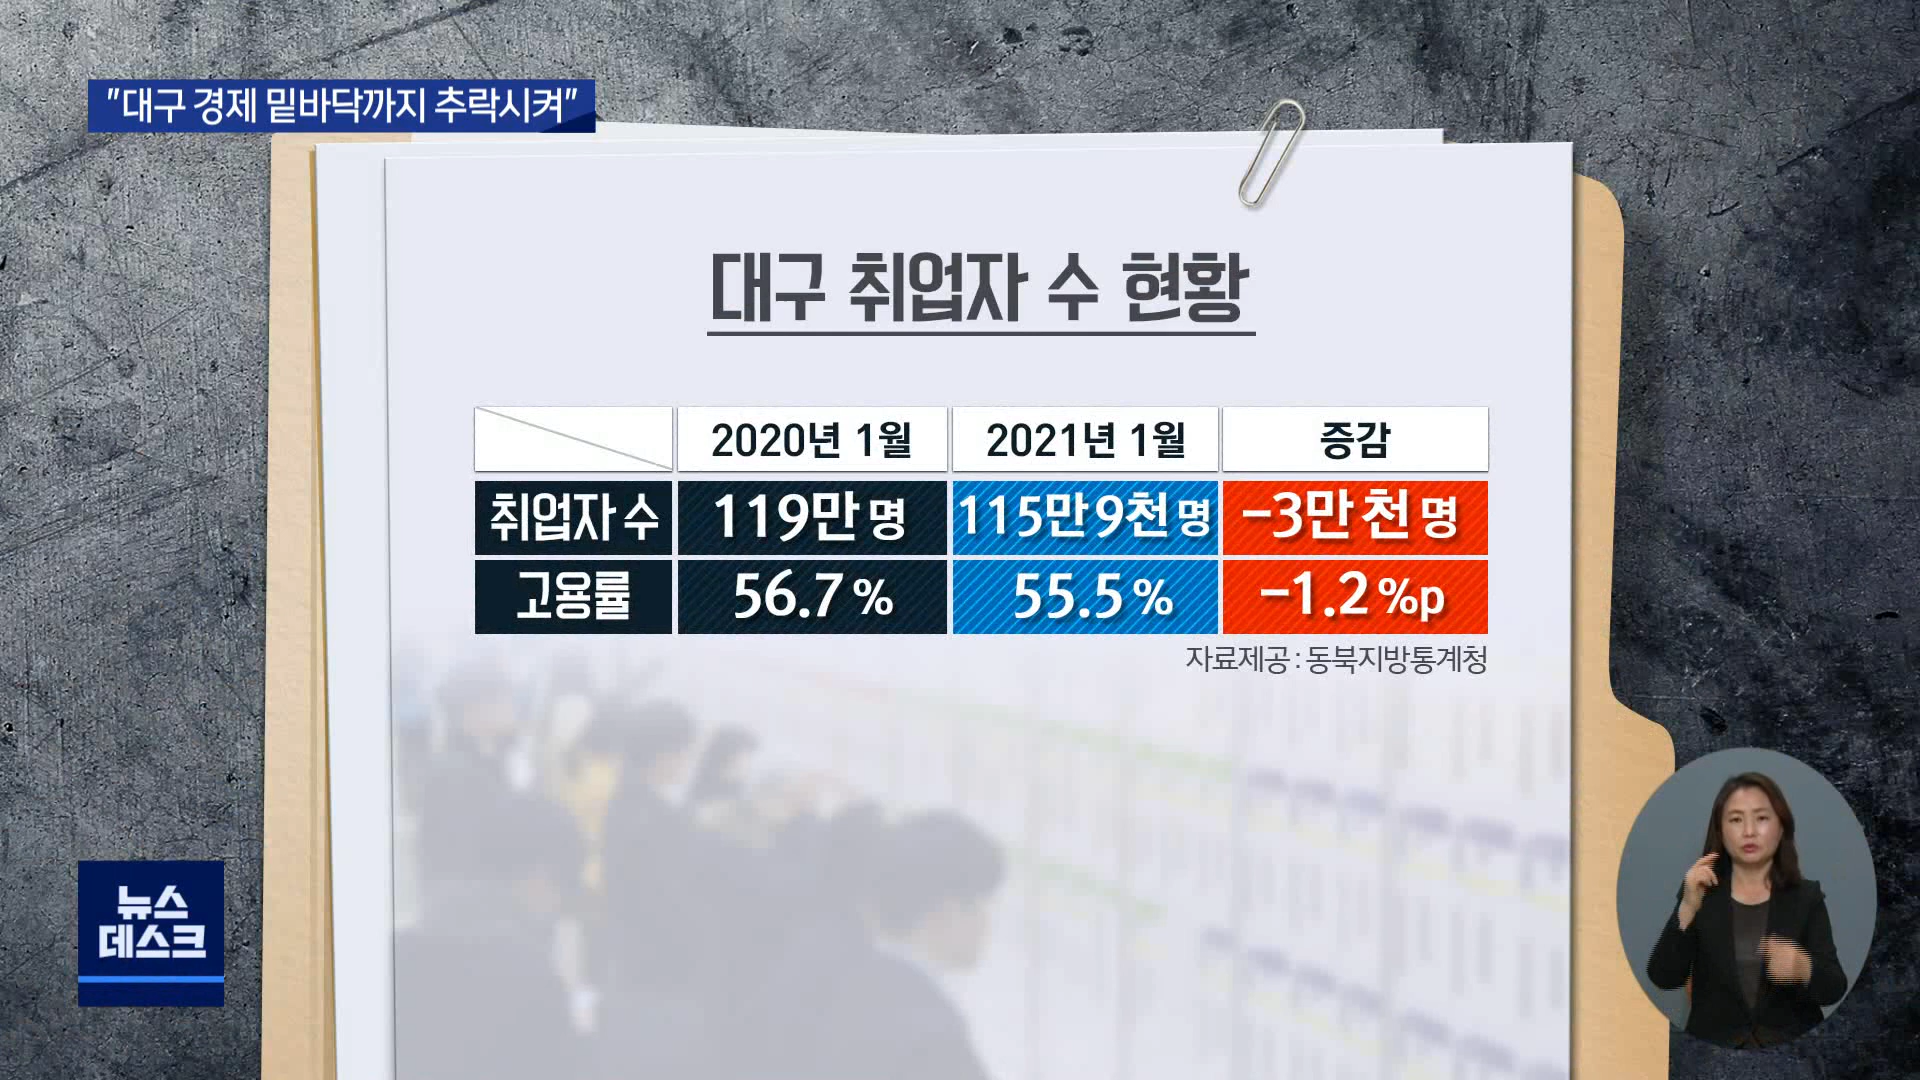 "대구 경제 밑바닥까지 추락시켜"
대구 취업자 수 현황
2020년 1월 2021년 1월 증감
취업자 수 119만 명 115만 9천 명 -3만 천 명
고용률 56.7 % 55.5 % -1.2 %p
자료제공 : 동북지방통계청
뉴스
데스크